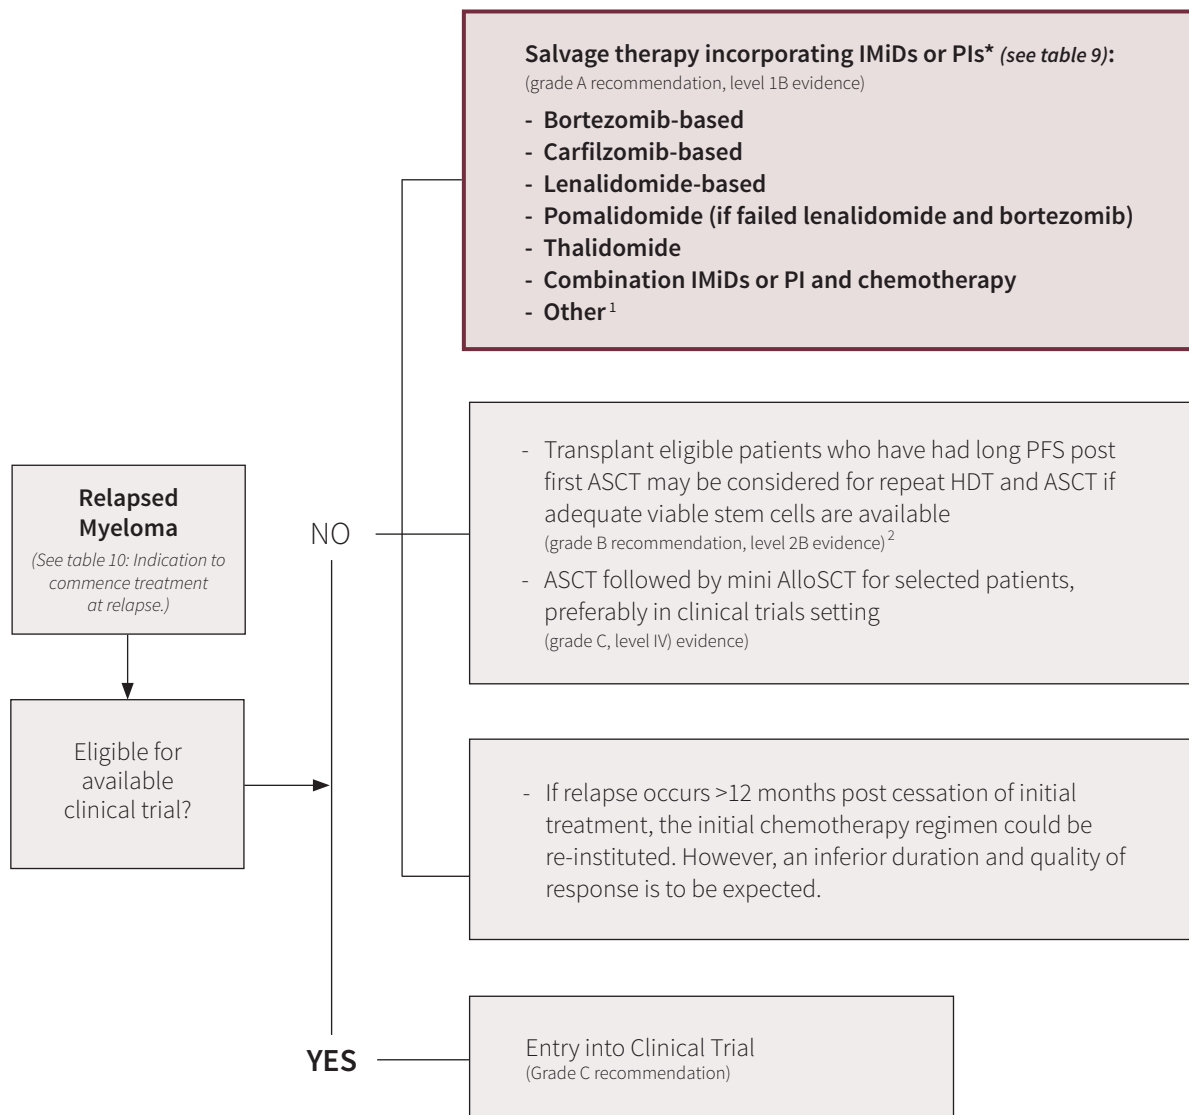 Salvage therapy incorporating IMiDs or PIs* (see table 9):
(grade A recommendation, level 1B evidence)
- Bortezomib-based
- Carfilzomib-based
- Lenalidomide-based
- Pomalidomide (if failed lenalidomide and bortezomib)
- Thalidomide
- Combination IMiDs or PI and chemotherapy
- Other 1
- Transplant eligible patients who have had long PFS post
first ASCT may be considered for repeat HDT and ASCT if
adequate viable stem cells are available
(grade B recommendation, level 2B evidence) 2
- ASCT followed by mini AlloSCT for selected patients,
preferably in clinical trials setting
(grade C, level IV) evidence)
Relapsed
Myeloma
(See table 10: Indication to
commence treatment
at relapse.)
NO
Eligible for
available
clinical trial?
- If relapse occurs >12 months post cessation of initial
treatment, the initial chemotherapy regimen could be
re-instituted. However, an inferior duration and quality of
response is to be expected.
YES
Entry into Clinical Trial
(Grade C recommendation)